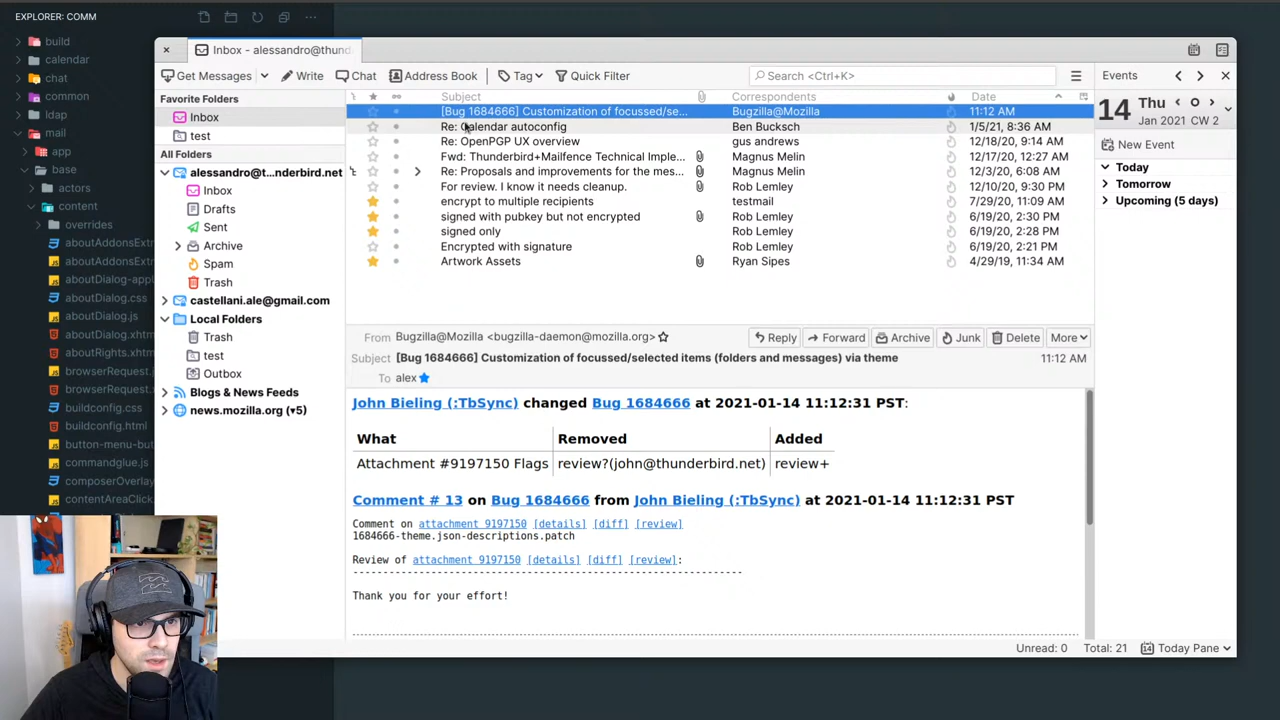 EXPLORER: COMM
build
calendar
chat
common
ldap
mail
app
base
actors
content
overrides
aboutAddonsExtr
aboutAddonsExtr
aboutDialog-appl
aboutDialog.css
aboutDialog.js
aboutDialog.xhtm
aboutRights.xhtm
browserRequest.j
browserRequest.x
buildconfig.css
buildconfig.html
button-menu-but
commandglue.js
composerOverlay
contentAreaClick.
Inbox - alessandro@thund
Get Messages Write Chat Address Book Tag Quick Filter Search <Ctrl+K>
Favorite Folders
Inbox
test
All Folders
alessandro@t...nderbird.net
Inbox
Drafts
Sent
Archive
Spam
Trash
castellani.ale@gmail.com
Local Folders
Trash
test
Outbox
Blogs & News Feeds
news.mozilla.org (▾5)
Subject Correspondents Date
[Bug 1684666] Customization of focussed/se... Bugzilla@Mozilla 11:12 AM
Re: Calendar autoconfig Ben Bucksch 1/5/21, 8:36 AM
Re: OpenPGP UX overview gus andrews 12/18/20, 9:14 AM
Fwd: Thunderbird+Mailfence Technical Imple... Magnus Melin 12/17/20, 12:27 AM
Re: Proposals and improvements for the mes... Magnus Melin 12/3/20, 6:08 AM
For review. I know it needs cleanup. Rob Lemley 12/10/20, 9:30 PM
encrypt to multiple recipients testmail 7/29/20, 11:09 AM
signed with pubkey but not encrypted Rob Lemley 6/19/20, 2:30 PM
signed only Rob Lemley 6/19/20, 2:28 PM
Encrypted with signature Rob Lemley 6/19/20, 2:21 PM
Artwork Assets Ryan Sipes 4/29/19, 11:34 AM
From Bugzilla@Mozilla <bugzilla-daemon@mozilla.org> Reply Forward Archive Junk Delete More
Subject [Bug 1684666] Customization of focussed/selected items (folders and messages) via theme 11:12 AM
To alex
John Bieling (:TbSync) changed Bug 1684666 at 2021-01-14 11:12:31 PST:
What Removed Added
Attachment #9197150 Flags review?(john@thunderbird.net) review+
Comment # 13 on Bug 1684666 from John Bieling (:TbSync) at 2021-01-14 11:12:31 PST
Comment on attachment 9197150 [details] [diff] [review]
1684666-theme.json-descriptions.patch
Review of attachment 9197150 [details] [diff] [review]:
-----------------------------------------------------------------
Thank you for your effort!
Events
14 Thu
Jan 2021 CW 2
New Event
Today
Tomorrow
Upcoming (5 days)
Unread: 0 Total: 21 Today Pane